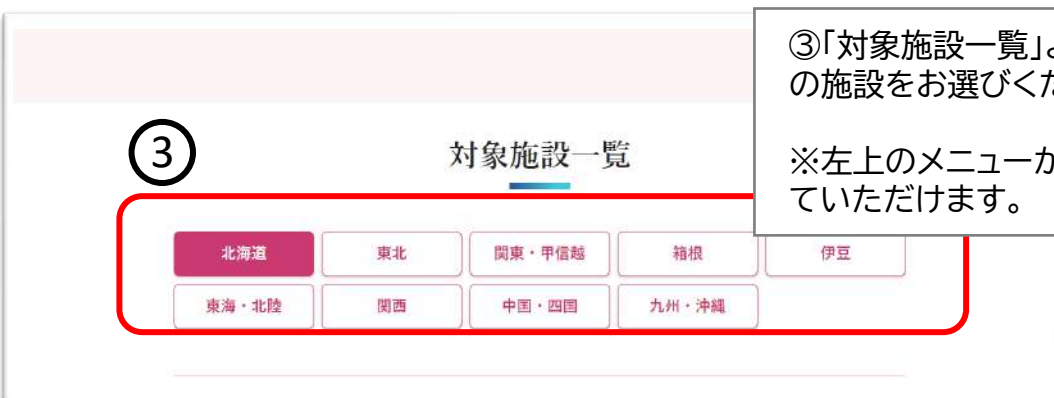 ③「対象施設一覧」
の施設をお選びく
※左上のメニュー
ていただけます。
③
対象施設一覧
北海道 東北 関東・甲信越 箱根 伊豆
東海・北陸 関西 中国・四国 九州・沖縄